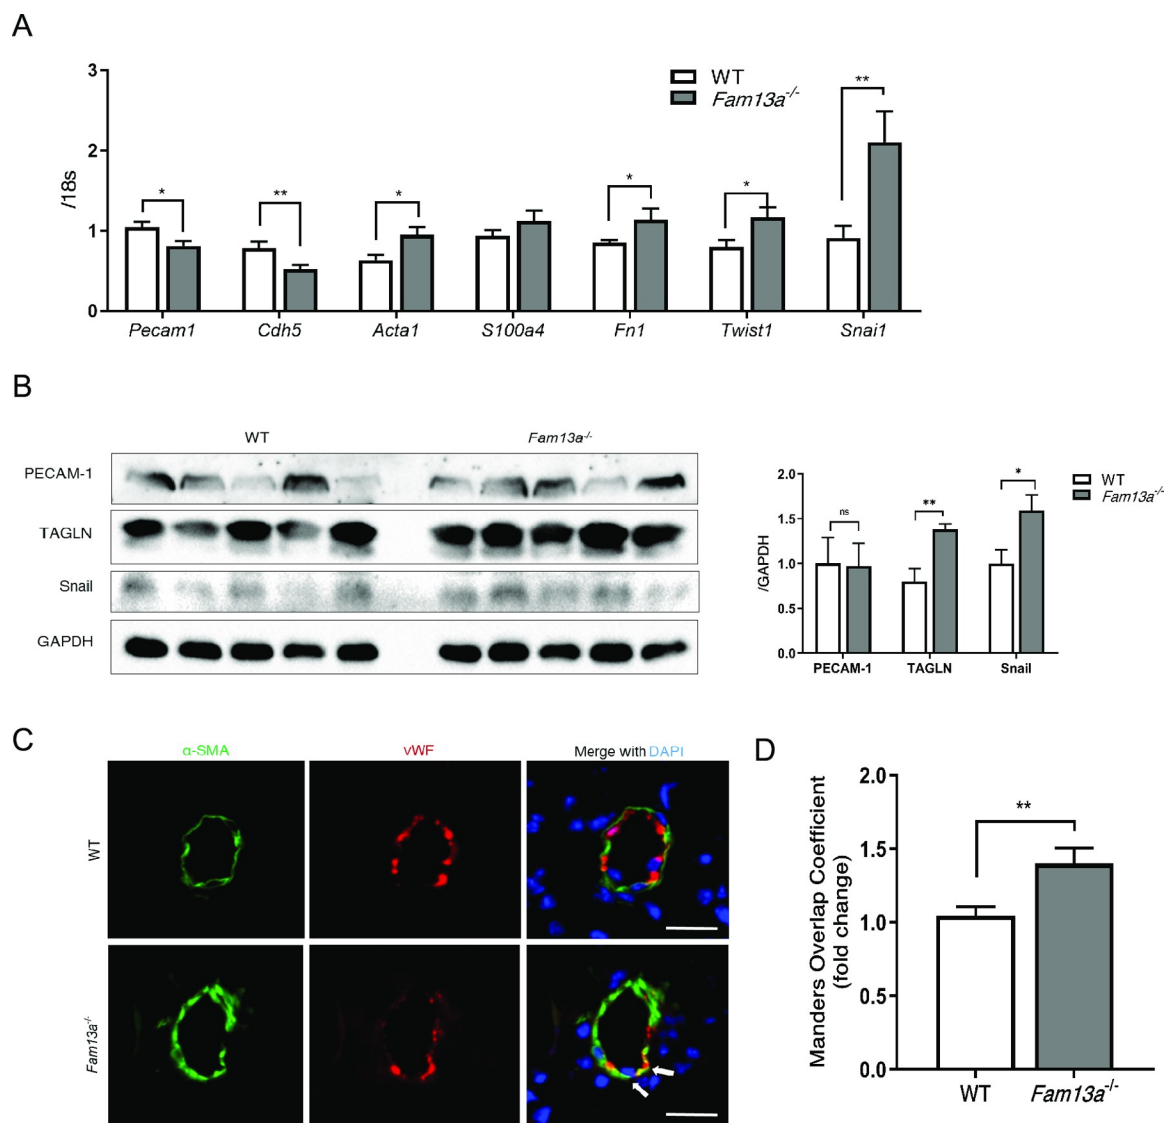 A
3
2
1
0
/18s
WT
Fam13a-/-
*
**
*
*
*
**
Pecam1
Cdh5
Acta1
S100a4
Fn1
Twist1
Snai1
B
WT
Fam13a-/-
PECAM-1
TAGLN
Snail
GAPDH
2.0
1.5
1.0
0.5
0.0
/GAPDH
ns
**
*
WT
Fam13a-/-
PECAM-1
TAGLN
Snail
C
α-SMA
vWF
Merge with DAPI
WT
Fam13a-/-
D
Manders Overlap Coefficient
(fold change)
2.0
1.5
1.0
0.5
0.0
**
WT
Fam13a-/-